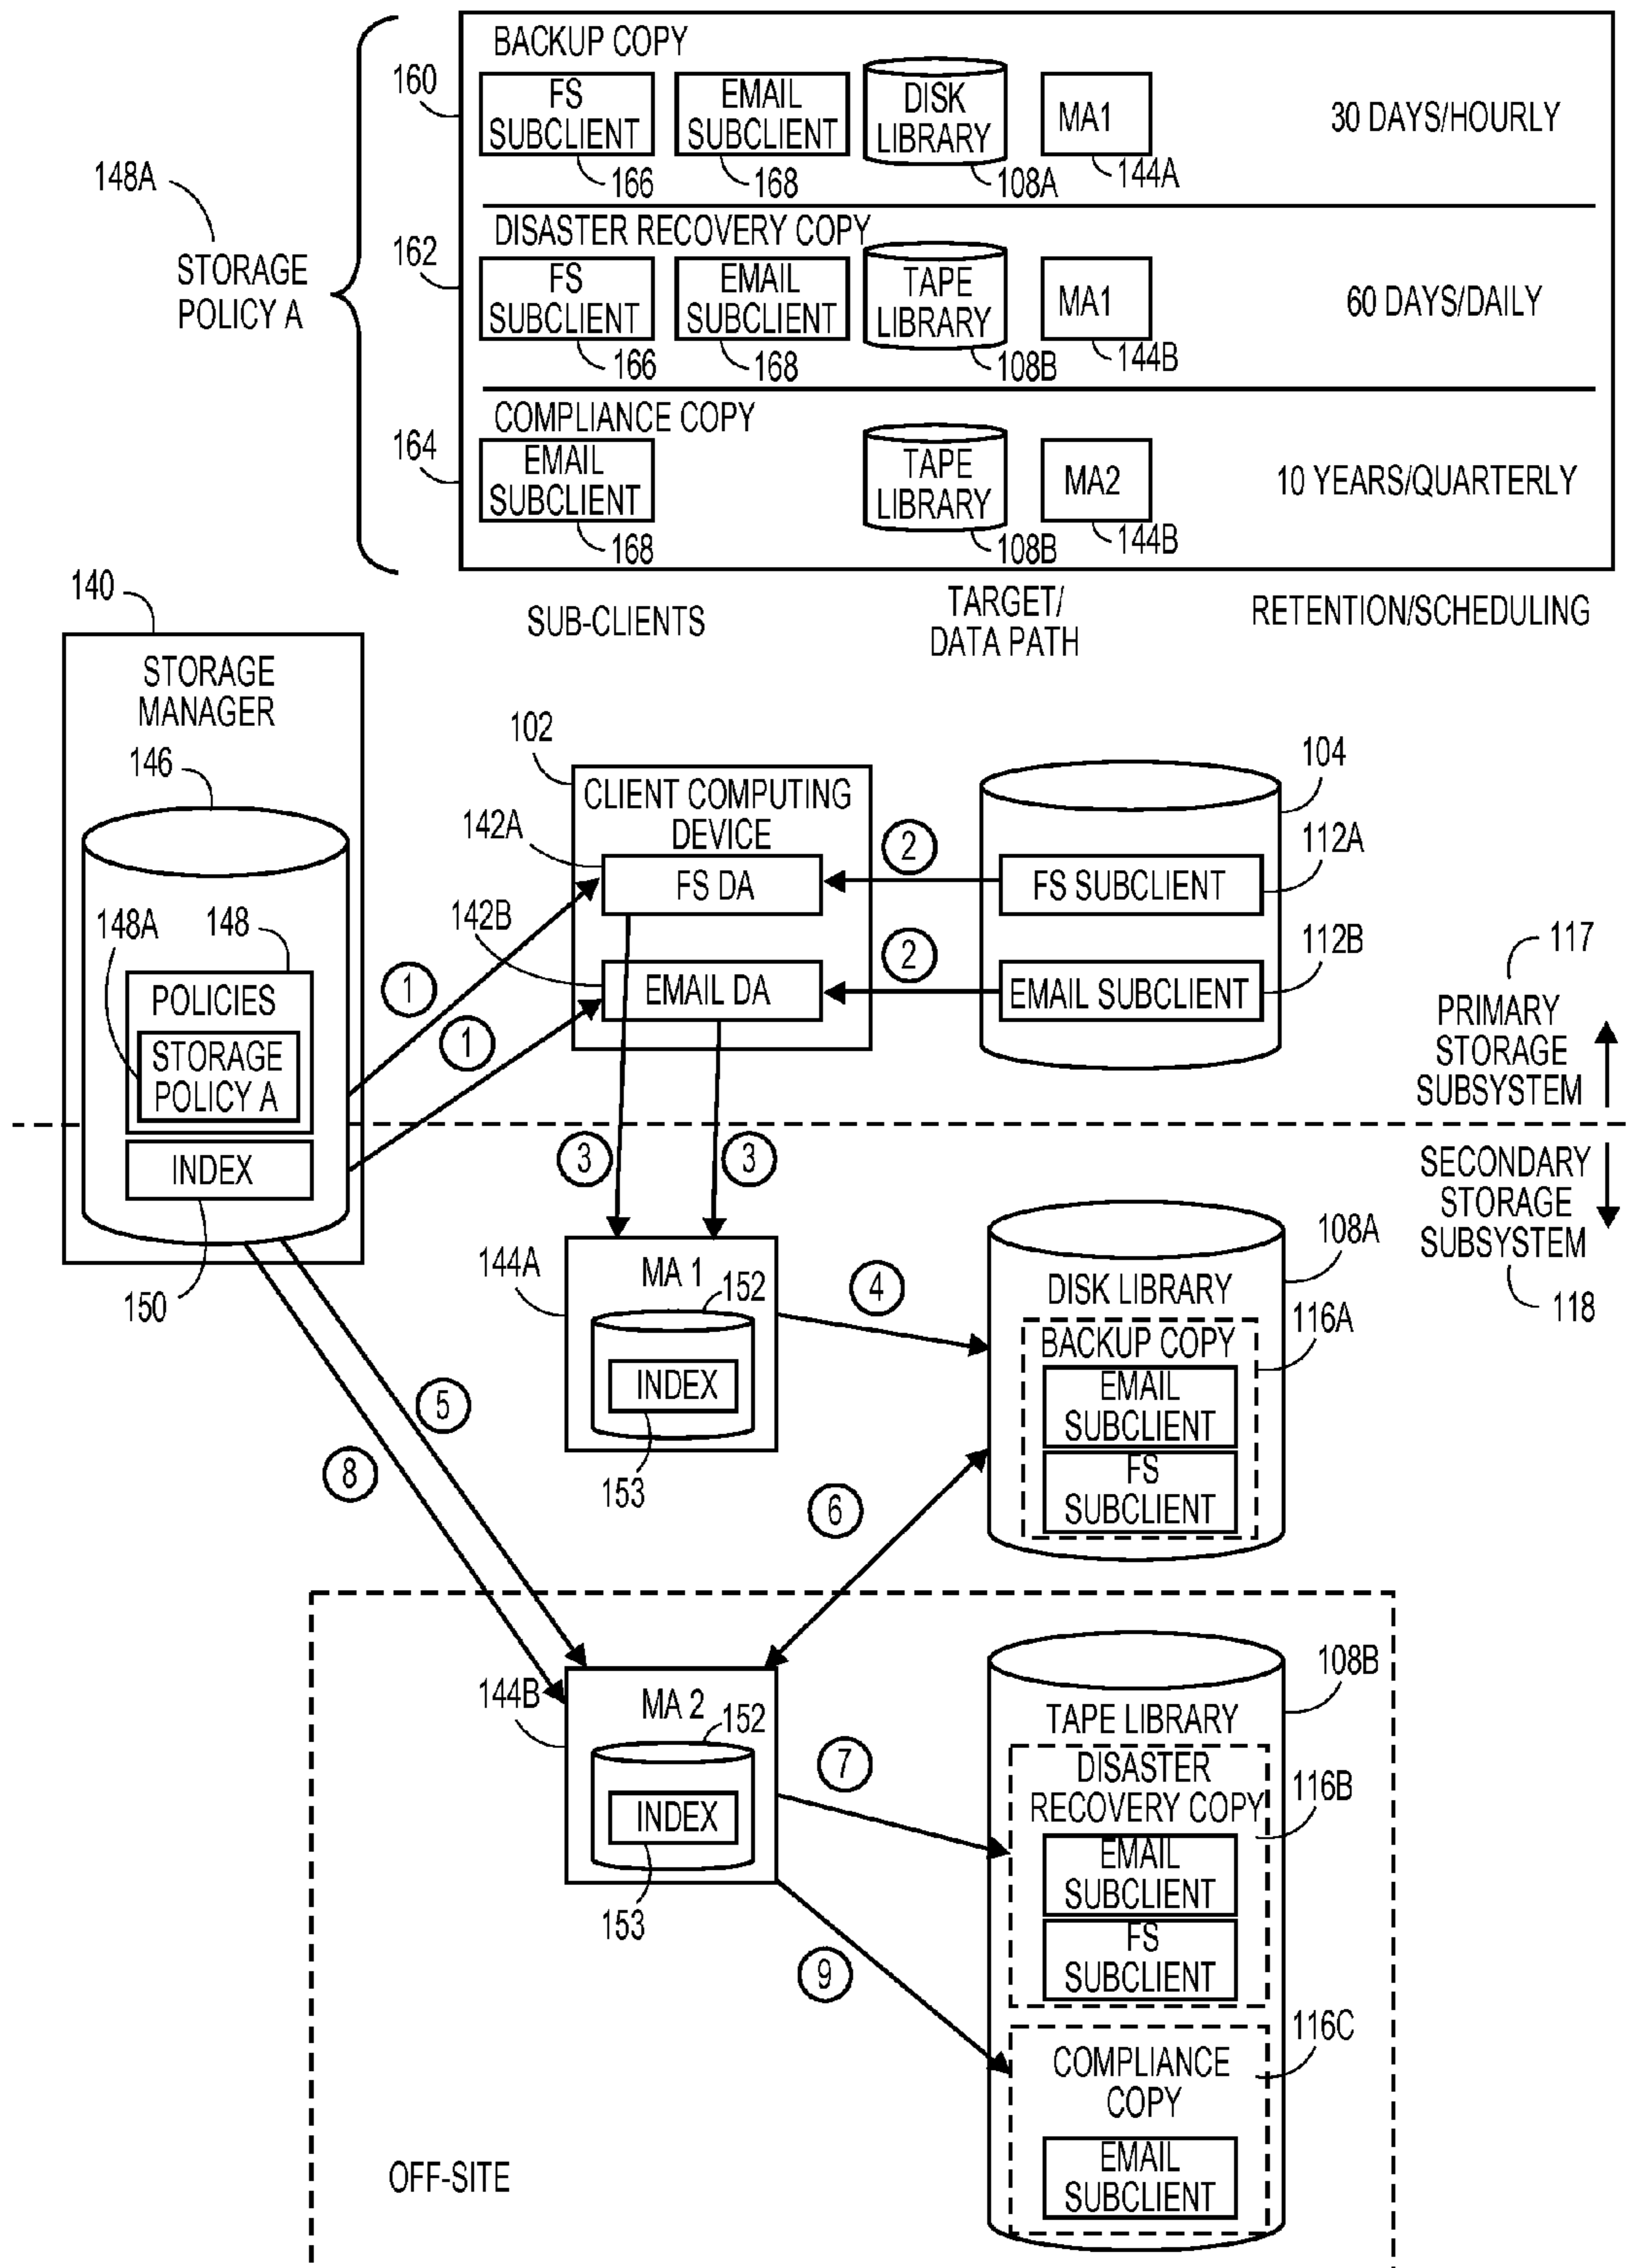 BACKUP COPY
160
FS
SUBCLIENT
166
EMAIL
SUBCLIENT
168
DISK
LIBRARY
108A
MA1
144A
30 DAYS/HOURLY
148A
STORAGE
POLICY A
DISASTER RECOVERY COPY
162
FS
SUBCLIENT
166
EMAIL
SUBCLIENT
168
TAPE
LIBRARY
108B
MA1
144B
60 DAYS/DAILY
COMPLIANCE COPY
164
EMAIL
SUBCLIENT
168
TAPE
LIBRARY
108B
MA2
144B
10 YEARS/QUARTERLY
SUB-CLIENTS
TARGET/
DATA PATH
RETENTION/SCHEDULING
140
STORAGE
MANAGER
146
148A
148
POLICIES
STORAGE
POLICY A
INDEX
150
102
CLIENT COMPUTING
DEVICE
142A
FS DA
142B
EMAIL DA
1
1
2
2
104
112A
FS SUBCLIENT
112B
EMAIL SUBCLIENT
117
PRIMARY
STORAGE
SUBSYSTEM
SECONDARY
STORAGE
SUBSYSTEM
118
3
3
144A
MA 1
152
INDEX
153
4
108A
DISK LIBRARY
116A
BACKUP COPY
EMAIL
SUBCLIENT
FS
SUBCLIENT
5
8
6
144B
MA 2
152
INDEX
153
7
9
108B
TAPE LIBRARY
DISASTER
RECOVERY COPY
116B
EMAIL
SUBCLIENT
FS
SUBCLIENT
116C
COMPLIANCE
COPY
EMAIL
SUBCLIENT
OFF-SITE